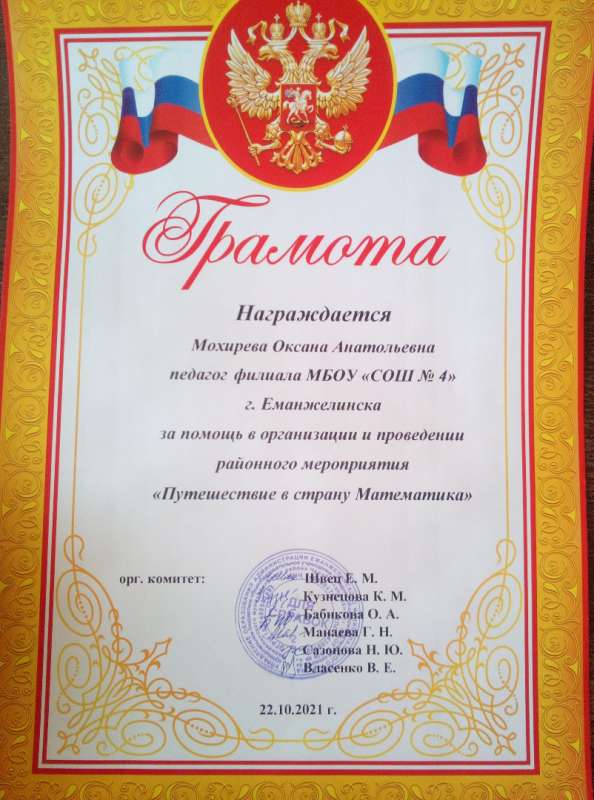 Грамота
Награждается
Мохирева Оксана Анатольевна
педагог филиала МБОУ «СОШ № 4»
г. Еманжелинска
за помощь в организации и проведении
районного мероприятия
«Путешествие в страну Математика»
орг. комитет:
Швец Е. М.
Кузнецова К. М.
Бабикова О. А.
Манаева Г. Н.
Сазонова Н. Ю.
Власенко В. Е.
22.10.2021 г.